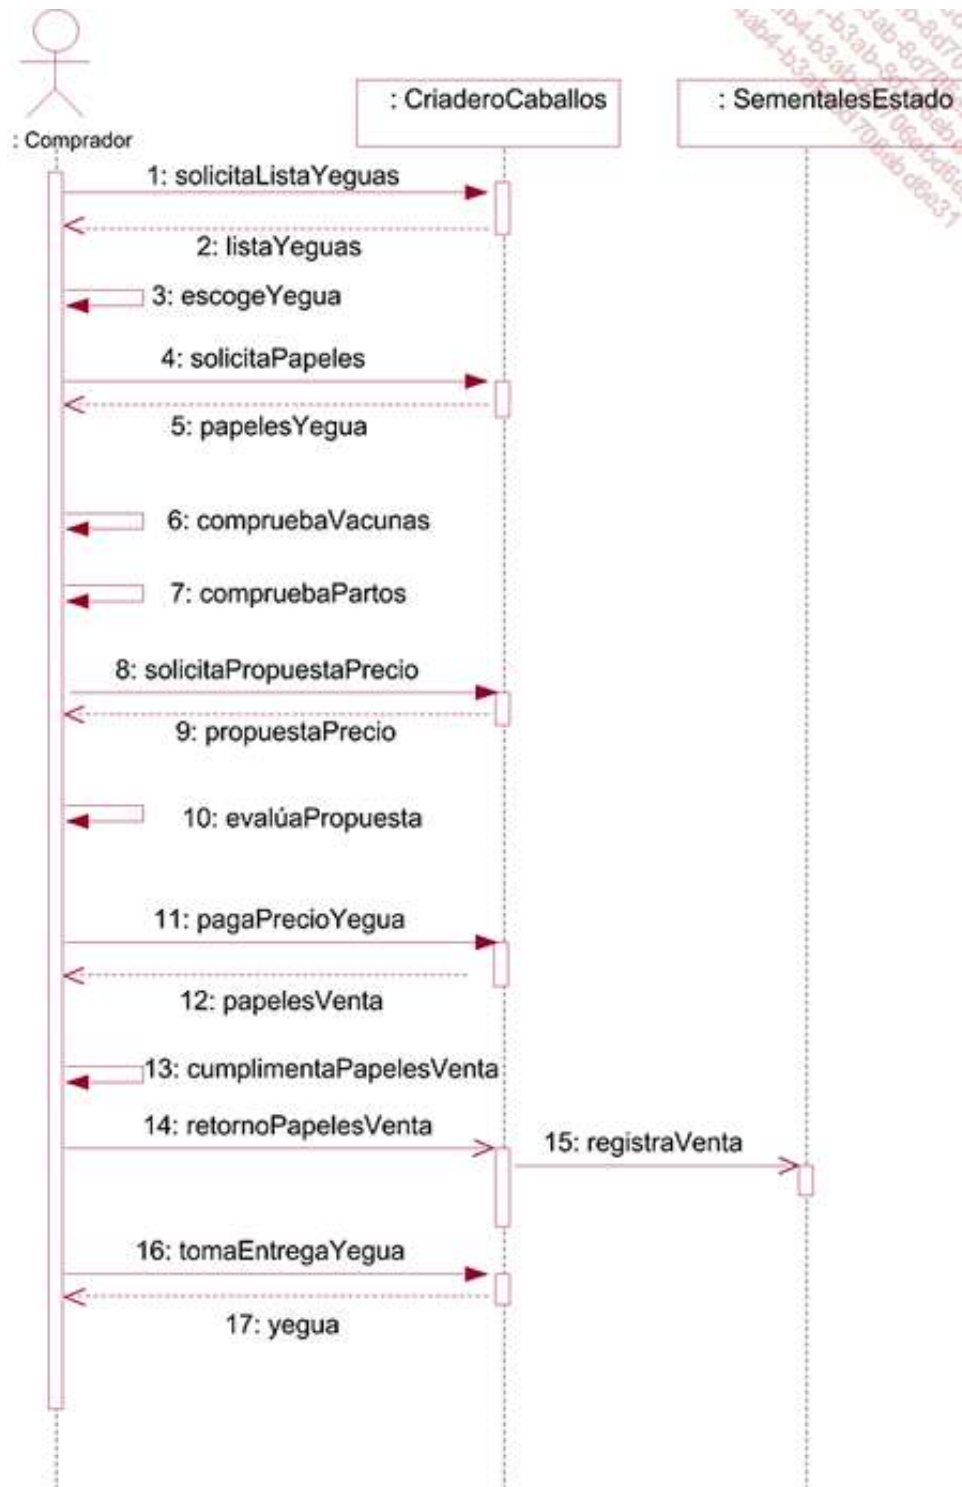 : Comprador
: CriaderoCaballos
: SementalesEstado
1: solicitaListaYeguas
2: listaYeguas
3: escogeYegua
4: solicitaPapeles
5: papelesYegua
6: compruebaVacunas
7: compruebaPartos
8: solicitaPropuestaPrecio
9: propuestaPrecio
10: evalúaPropuesta
11: pagaPrecioYegua
12: papelesVenta
13: cumplimentaPapelesVenta
14: retornoPapelesVenta
15: registraVenta
16: tomaEntregaYegua
17: yegua